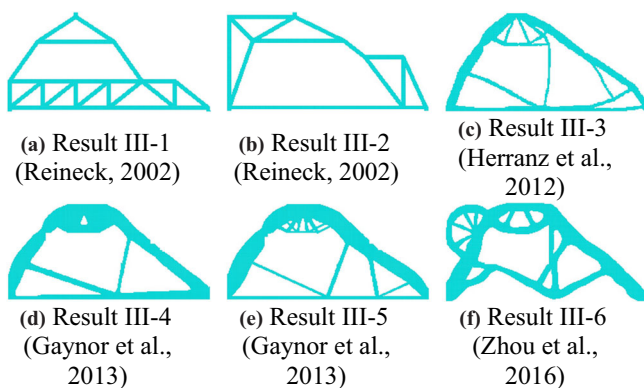 (a) Result III-1
(Reineck, 2002)
(b) Result III-2
(Reineck, 2002)
(c) Result III-3
(Herranz et al.,
2012)
(d) Result III-4
(Gaynor et al.,
2013)
(e) Result III-5
(Gaynor et al.,
2013)
(f) Result III-6
(Zhou et al.,
2016)